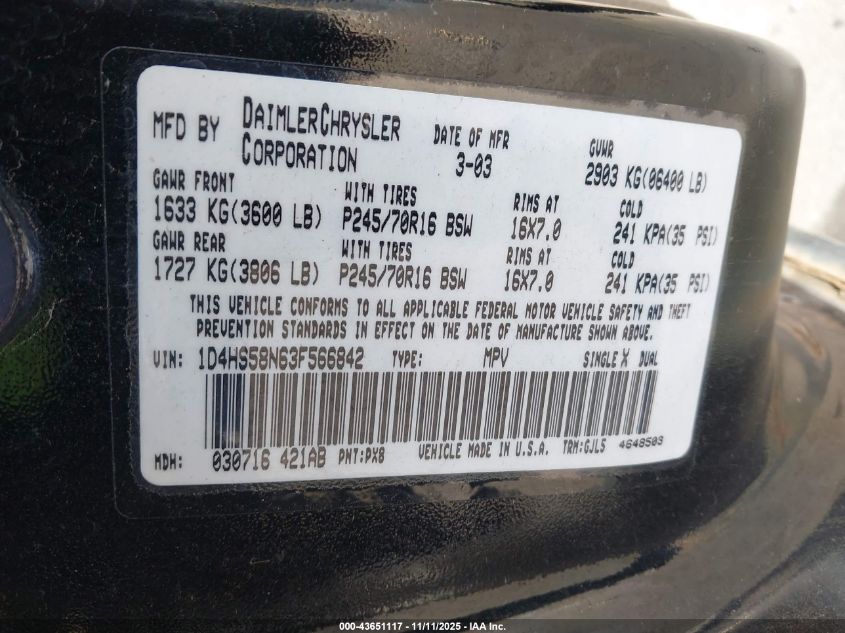 MFD BY DAIMLERCHRYSLER CORPORATION DATE OF MFR 3-03 GVWR 2903 KG(06400 LB)
GAWR FRONT WITH TIRES RIMS AT COLD
1633 KG(3600 LB) P245/70R16 BSW 16X7.0 241 KPA(35 PSI)
GAWR REAR WITH TIRES RIMS AT COLD
1727 KG(3806 LB) P245/70R16 BSW 16X7.0 241 KPA(35 PSI)
THIS VEHICLE CONFORMS TO ALL APPLICABLE FEDERAL MOTOR VEHICLE SAFETY AND THEFT
PREVENTION STANDARDS IN EFFECT ON THE DATE OF MANUFACTURE SHOWN ABOVE.
VIN: 1D4HS58N63F566842 TYPE: MPV SINGLE X DUAL
MDH: 030716 421AB PNT:PX8 VEHICLE MADE IN U.S.A. TRM:GJL5 4648503
000-43651117 - 11/11/2025 - IAA Inc.